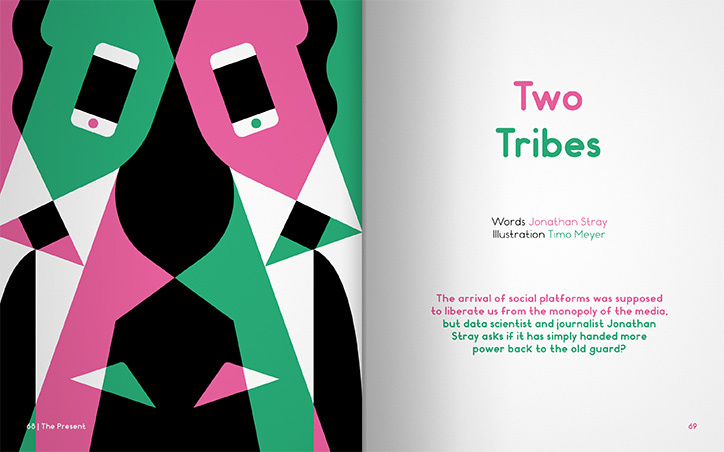 68 | The Present
Two
Tribes
Words Jonathan Stray
Illustration Timo Meyer
The arrival of social platforms was supposed
to liberate us from the monopoly of the media,
but data scientist and journalist Jonathan
Stray asks if it has simply handed more
power back to the old guard?
69